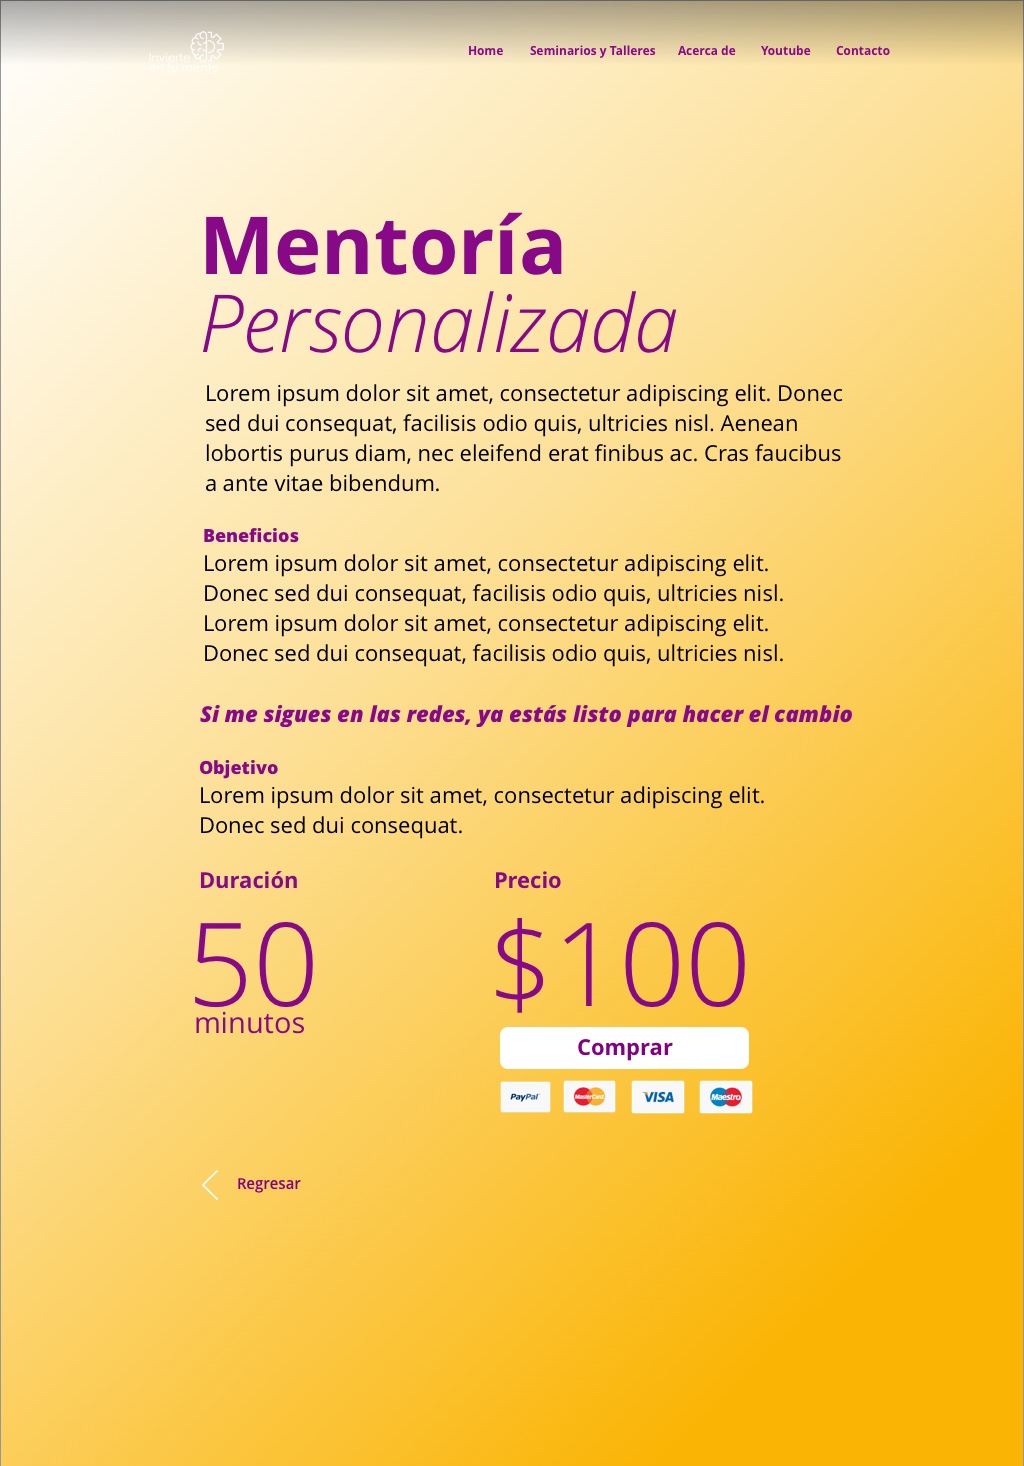 invierte
Home Seminarios y Talleres Acerca de Youtube Contacto
Mentoría
Personalizada
Lorem ipsum dolor sit amet, consectetur adipiscing elit. Donec
sed dui consequat, facilisis odio quis, ultricies nisl. Aenean
lobortis purus diam, nec eleifend erat finibus ac. Cras faucibus
a ante vitae bibendum.
Beneficios
Lorem ipsum dolor sit amet, consectetur adipiscing elit.
Donec sed dui consequat, facilisis odio quis, ultricies nisl.
Lorem ipsum dolor sit amet, consectetur adipiscing elit.
Donec sed dui consequat, facilisis odio quis, ultricies nisl.
Si me sigues en las redes, ya estás listo para hacer el cambio
Objetivo
Lorem ipsum dolor sit amet, consectetur adipiscing elit.
Donec sed dui consequat.
Duración
50
minutos
Precio
$100
Comprar
PayPal MasterCard VISA Maestro
Regresar